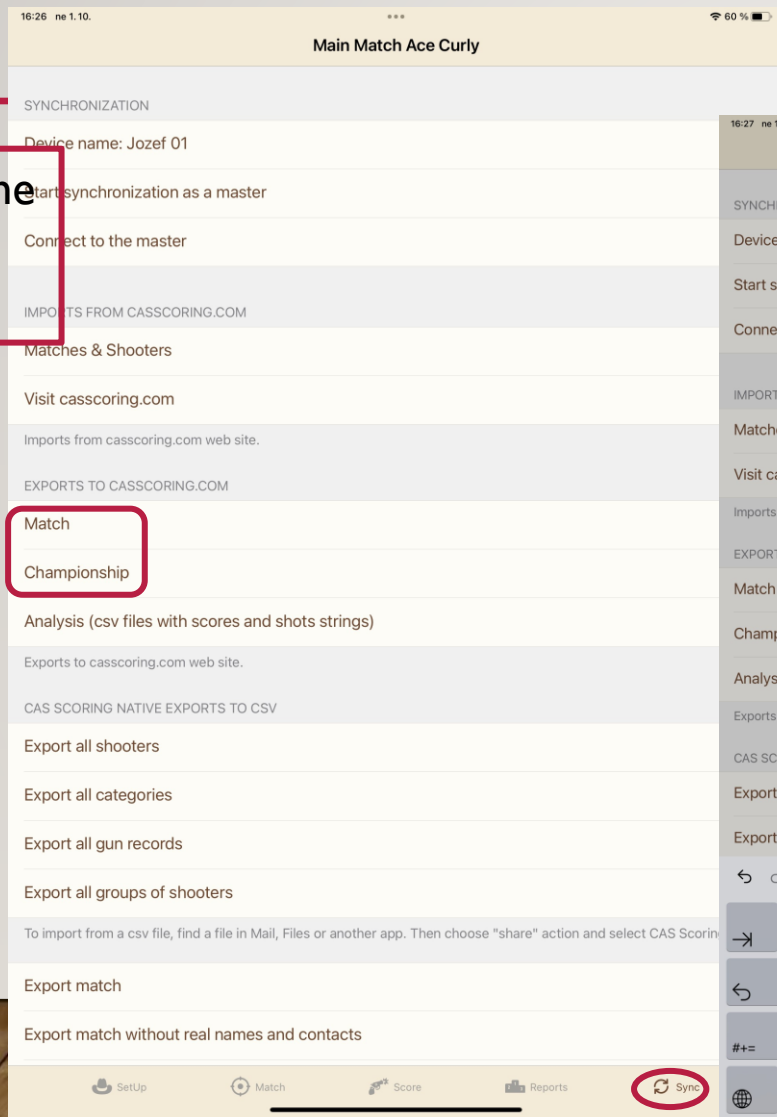 16:26 ne 1. 10.
60 %
Main Match Ace Curly
SYNCHRONIZATION
Device name: Jozef 01
Start synchronization as a master
Connect to the master
IMPORTS FROM CASSCORING.COM
Matches & Shooters
Visit casscoring.com
Imports from casscoring.com web site.
EXPORTS TO CASSCORING.COM
Match
Championship
Analysis (csv files with scores and shots strings)
Exports to casscoring.com web site.
CAS SCORING NATIVE EXPORTS TO CSV
Export all shooters
Export all categories
Export all gun records
Export all groups of shooters
To import from a csv file, find a file in Mail, Files or another app. Then choose "share" action and select CAS Scorin
Export match
Export match without real names and contacts
SetUp
Match
Score
Reports
Sync
ne
16:27 ne 1
SYNCH
Device
Start s
Conne
IMPORT
Matche
Visit ca
Imports
EXPORT
Match
Champ
Analys
Exports
CAS SC
Export
Export
#+=